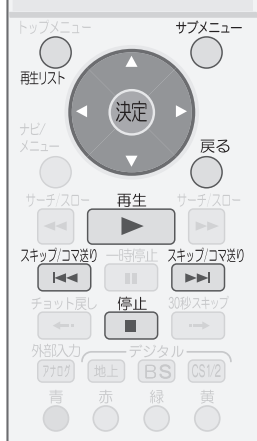 トップメニュー サブメニュー
再生リスト
決定
ナビ/
メニュー
戻る
サーチ/スロー 再生 サーチ/スロー
スキップ/コマ送り 一時停止 スキップ/コマ送り
チョット戻し 停止 30秒スキップ
外部入力 デジタル
アナログ 地上 BS CS1/2
青 赤 緑 黄